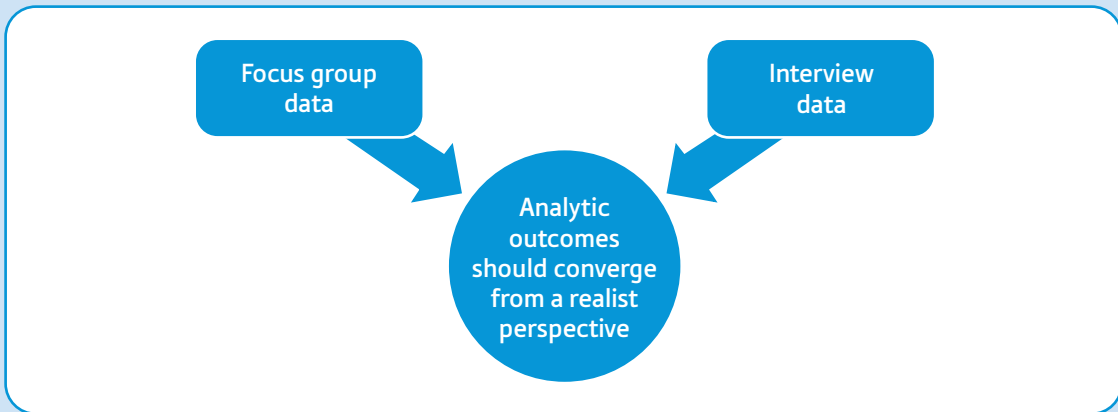 Focus group
data
Interview
data
Analytic
outcomes
should converge
from a realist
perspective